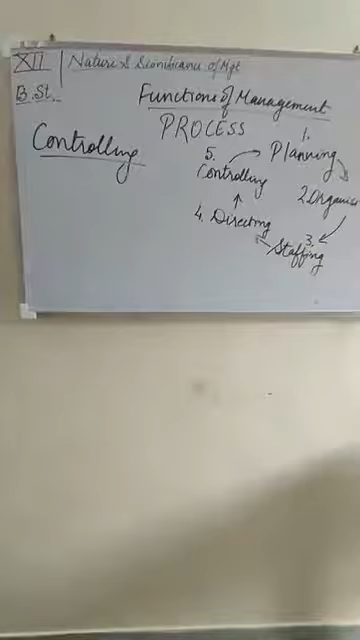 XII | Nature & Significance of Mgt
B.St.
Functions of Management
PROCESS
Controlling
1.
Planning
2. Organis
3.
Staffing
4. Directing
5.
Controlling